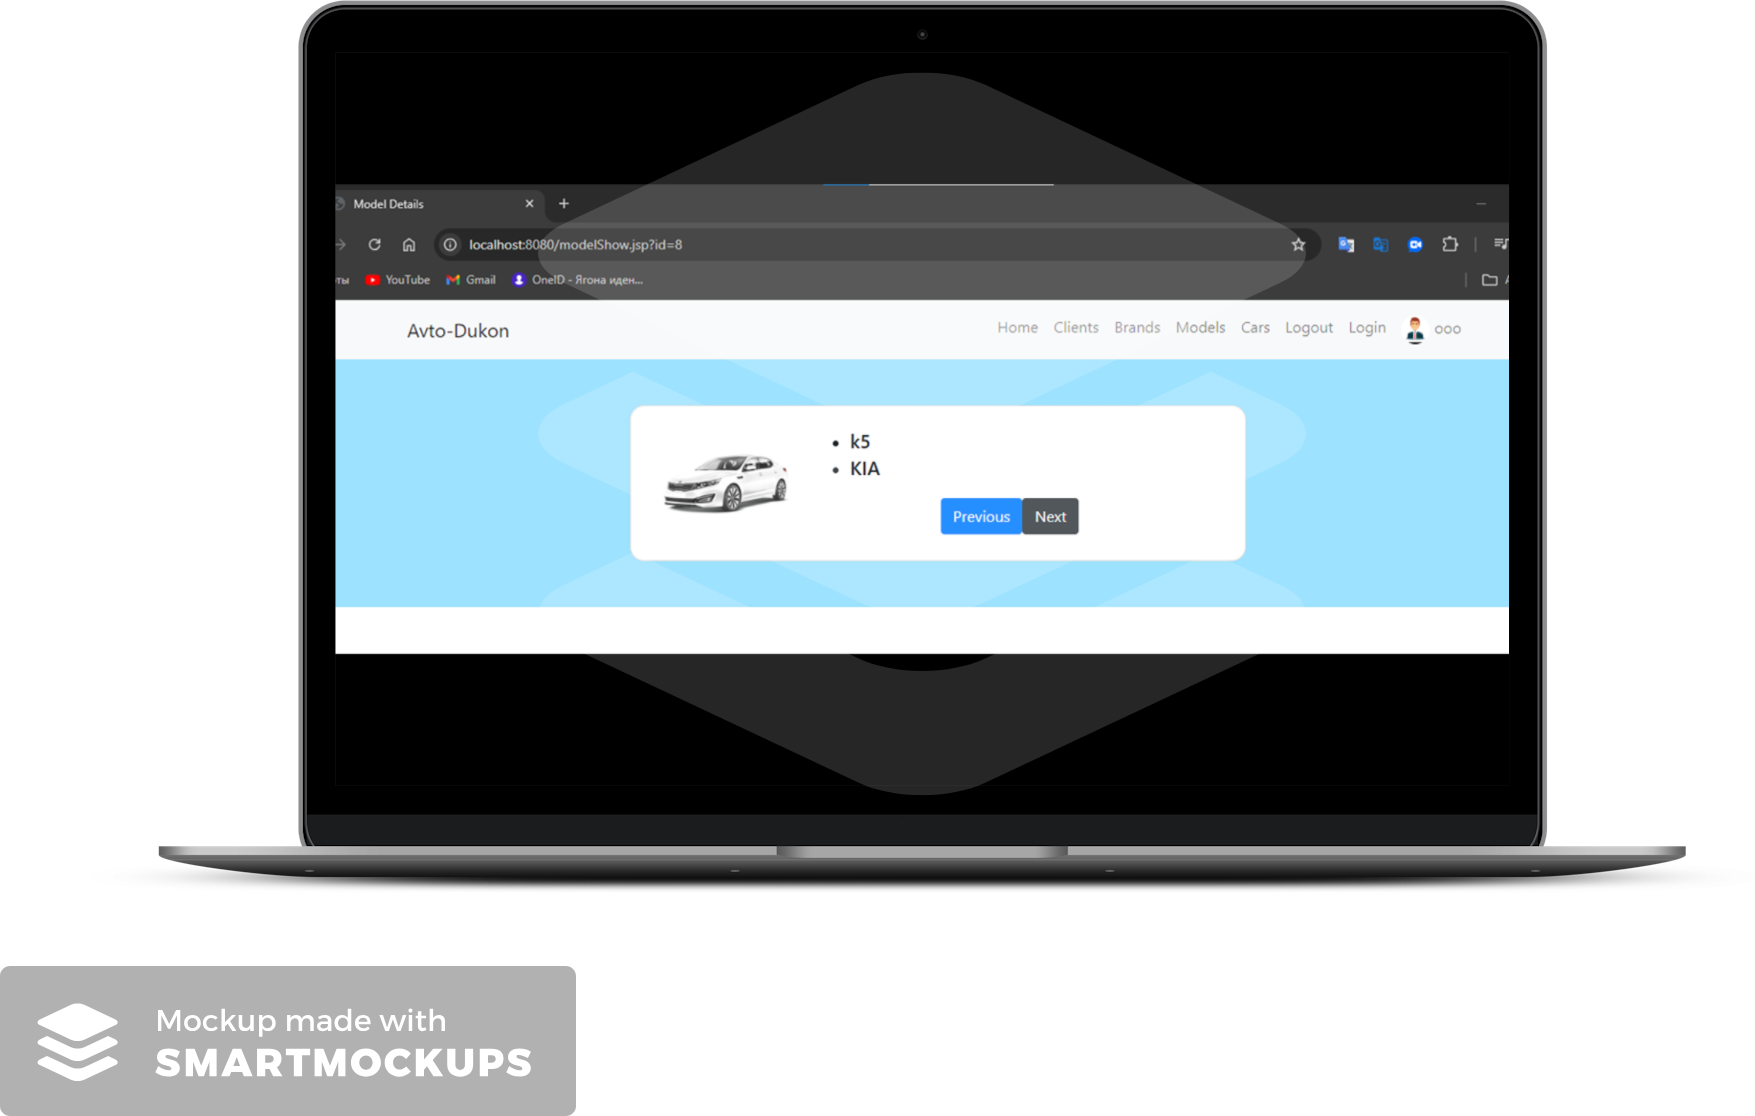 Model Details
localhost:8080/modelShow.jsp?id=8
YouTube Gmail OneID - Ягона иден...
Avto-Dukon
Home Clients Brands Models Cars Logout Login ooo
k5
KIA
Previous Next
Mockup made with
SMARTMOCKUPS